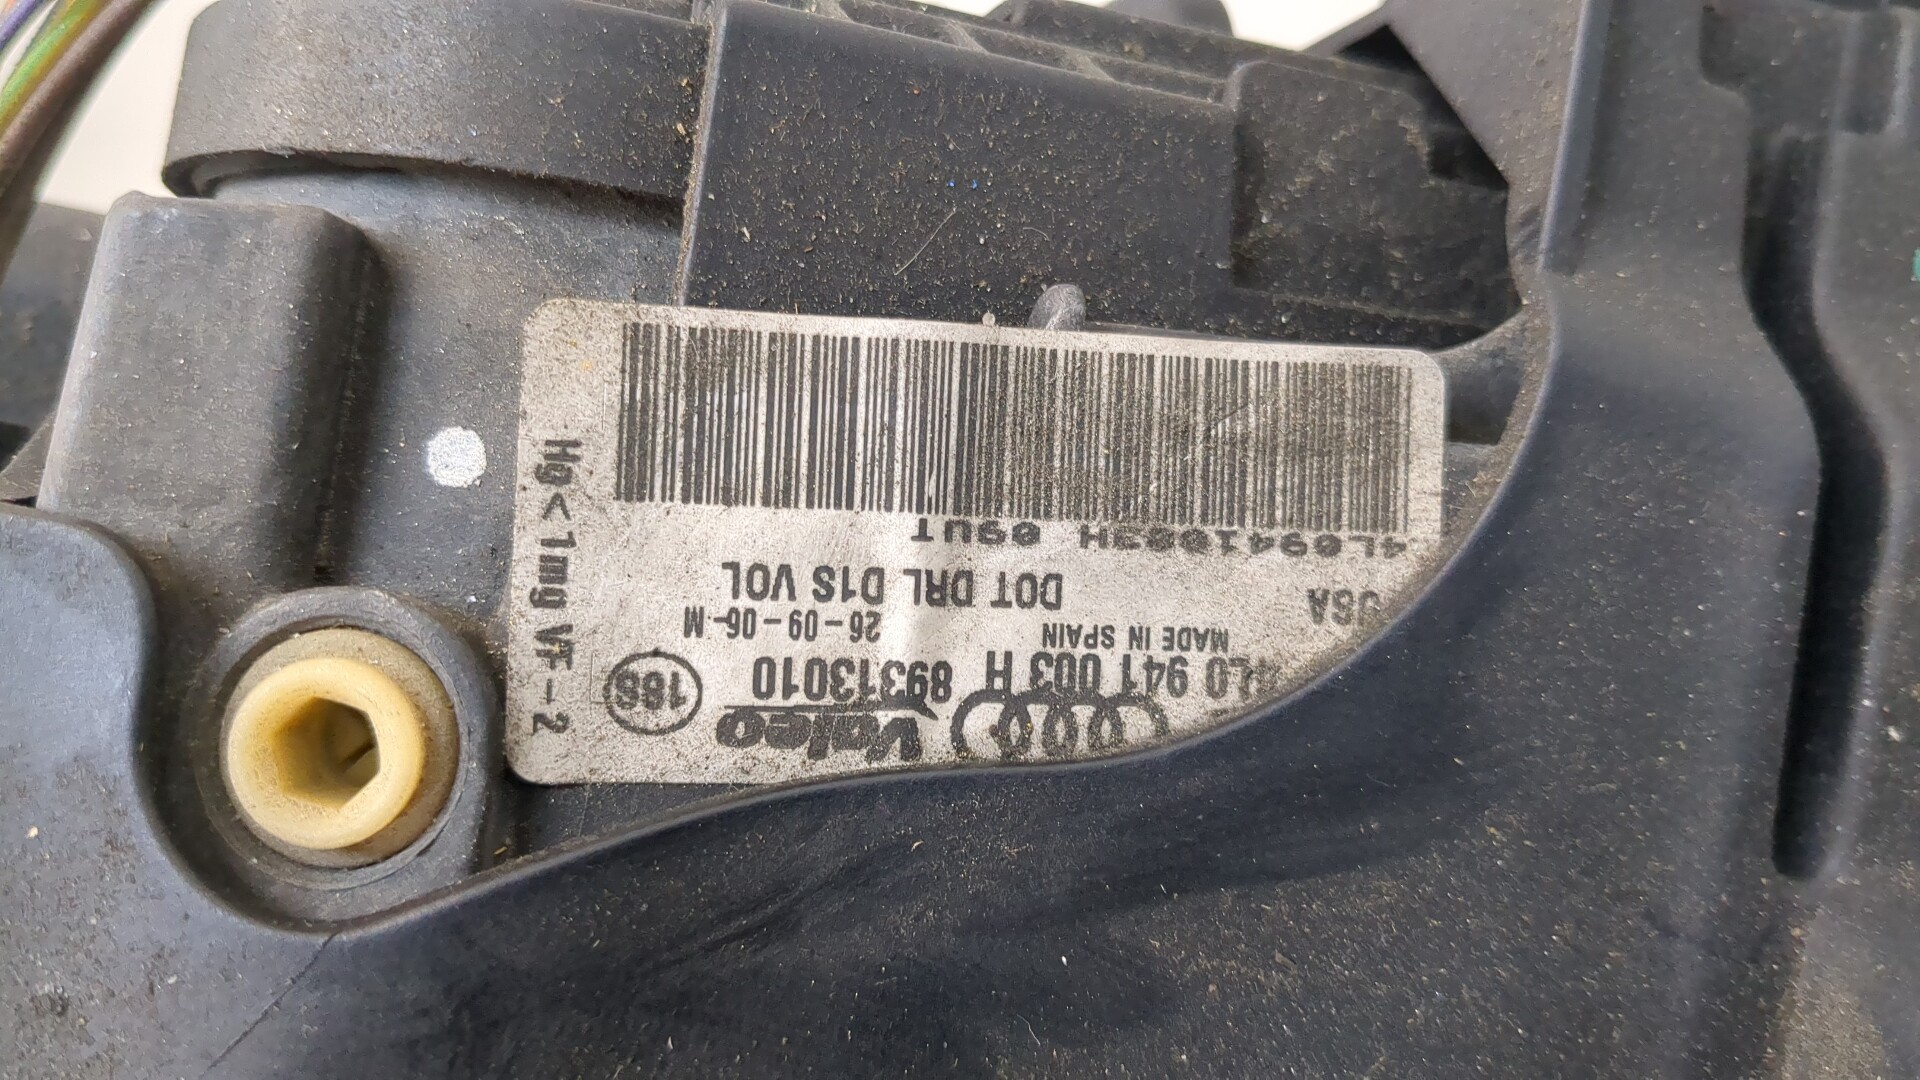 Valeo
4L0 941 003 H 89313010
MADE IN SPAIN 26-09-06-M
USA DOT DRL D1S VOL
4L0941003H 09UT
Hg<1mg VF-2